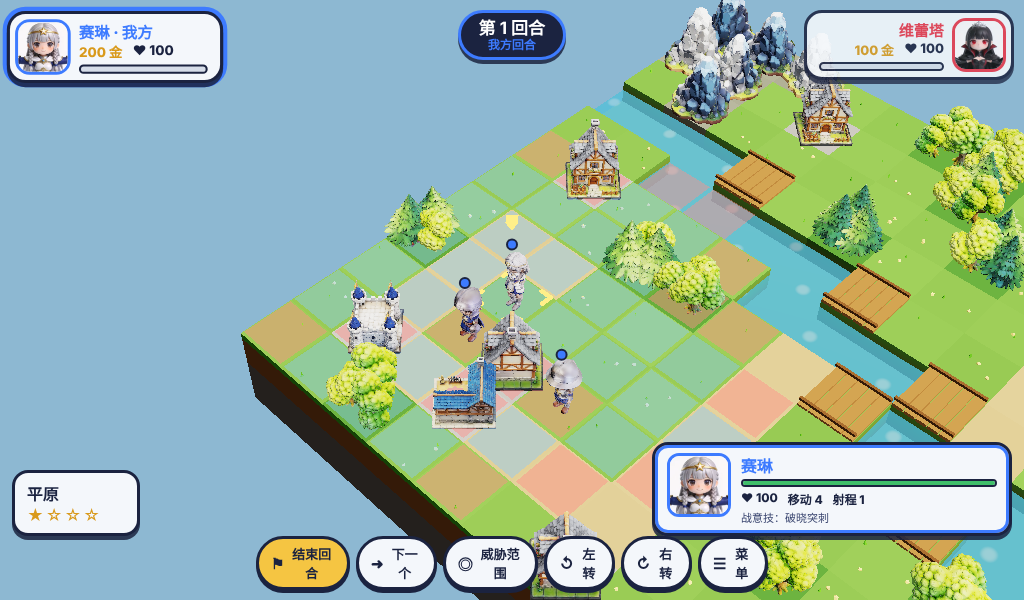 赛琳 · 我方
200 金 ♥ 100
第 1 回合
我方回合
维蕾塔
100 金 ♥ 100
平原
★ ☆ ☆ ☆
赛琳
♥ 100 移动 4 射程 1
战意技：破晓突刺
结束回
合
下一
个
威胁范
围
左
转
右
转
菜
单